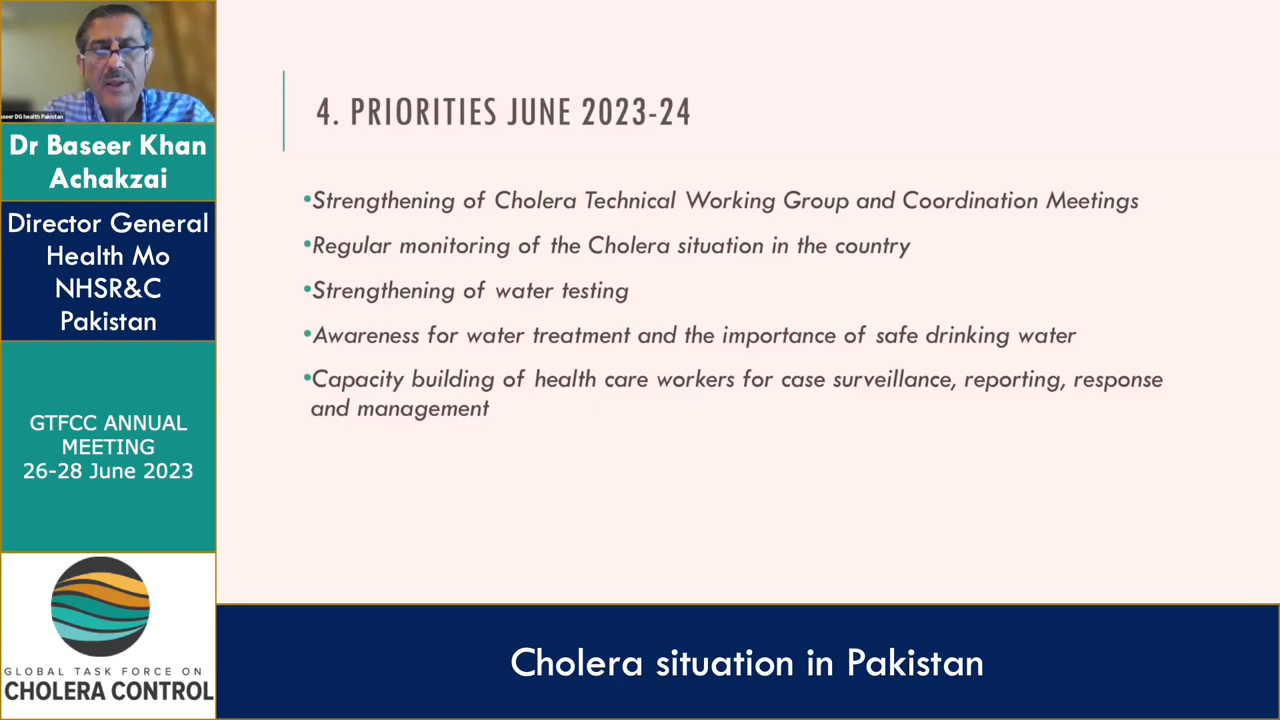 aseer DG health Pakistan
Dr Baseer Khan
Achakzai
Director General
Health Mo
NHSR&C
Pakistan
GTFCC ANNUAL
MEETING
26-28 June 2023
GLOBAL TASK FORCE ON
CHOLERA CONTROL
4. PRIORITIES JUNE 2023-24
•Strengthening of Cholera Technical Working Group and Coordination Meetings
•Regular monitoring of the Cholera situation in the country
•Strengthening of water testing
•Awareness for water treatment and the importance of safe drinking water
•Capacity building of health care workers for case surveillance, reporting, response
and management
Cholera situation in Pakistan